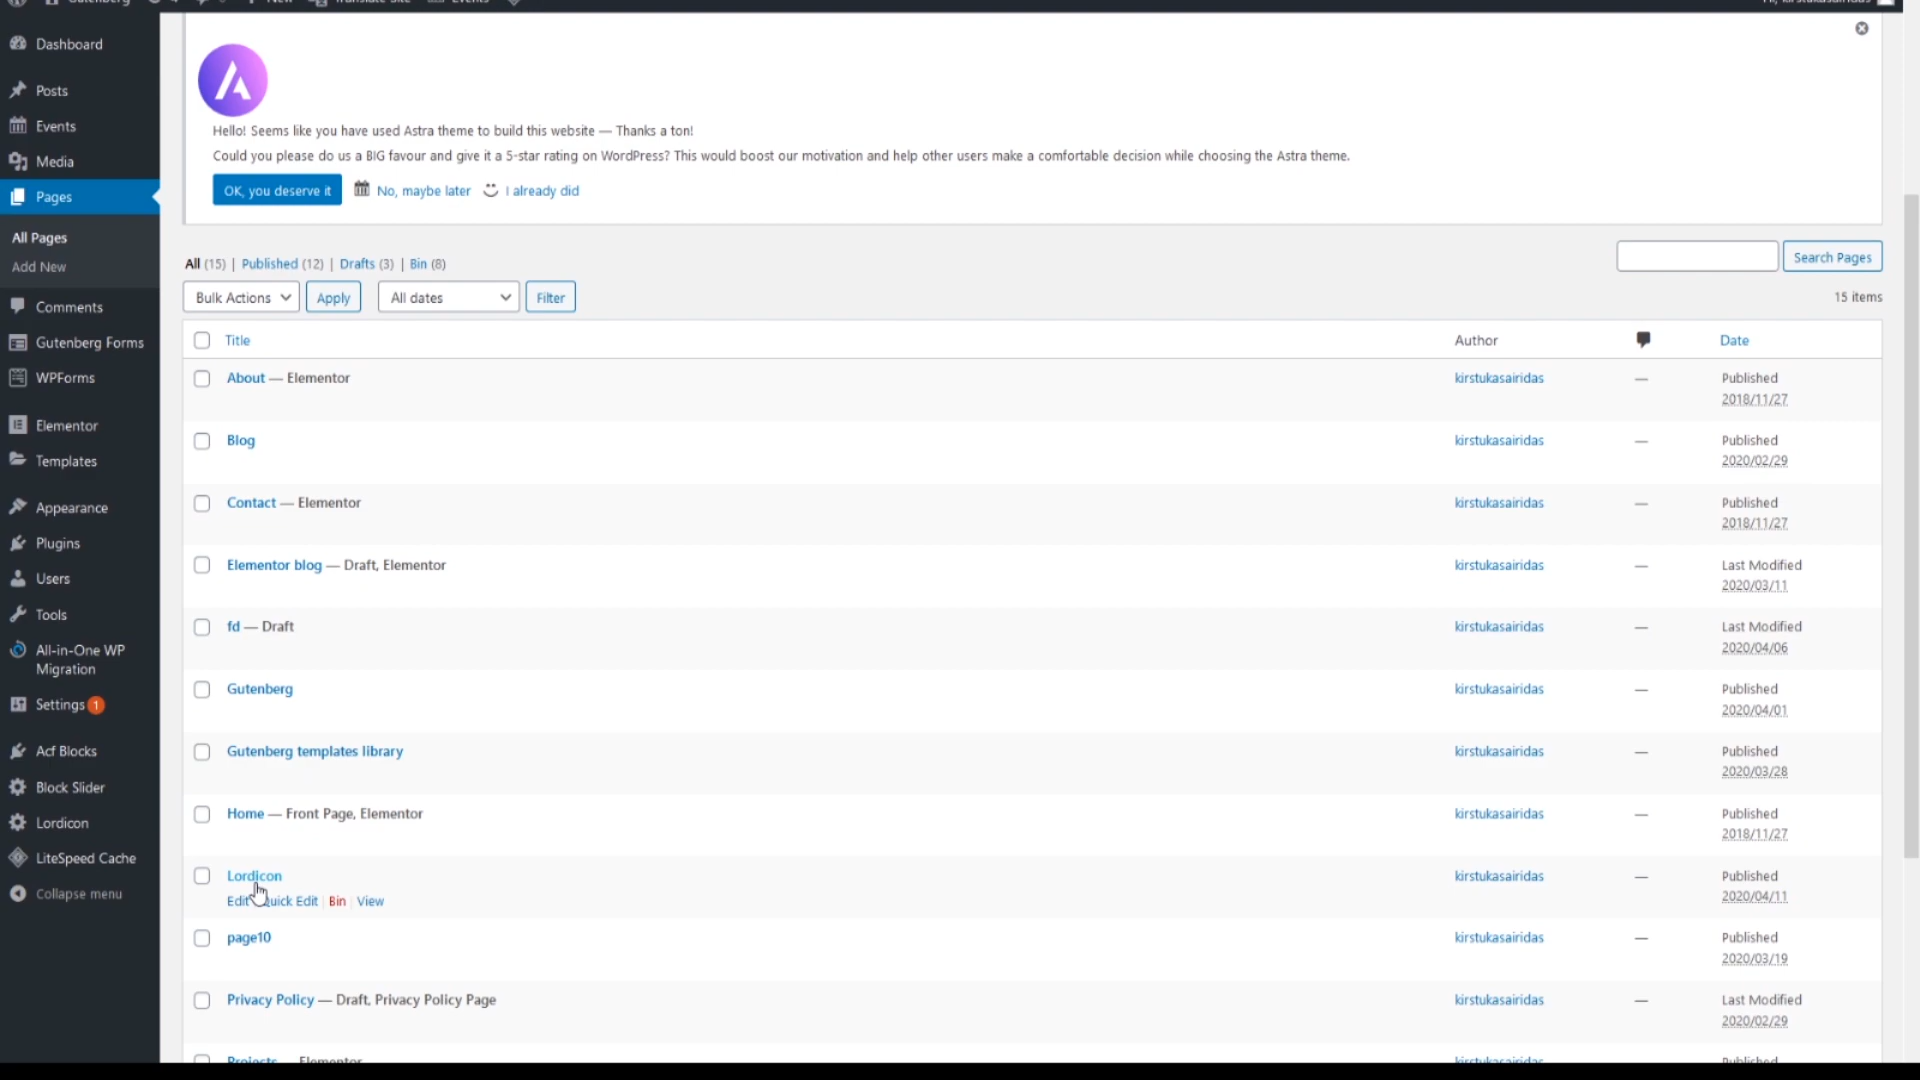 Dashboard
Posts
Events
Media
Pages
All Pages
Add New
Comments
Gutenberg Forms
WPForms
Elementor
Templates
Appearance
Plugins
Users
Tools
All-in-One WP
Migration
Settings 1
Acf Blocks
Block Slider
Lordicon
LiteSpeed Cache
Collapse menu
Hello! Seems like you have used Astra theme to build this website — Thanks a ton!
Could you please do us a BIG favour and give it a 5-star rating on WordPress? This would boost our motivation and help other users make a comfortable decision while choosing the Astra theme.
OK, you deserve it No, maybe later I already did
All (15) | Published (12) | Drafts (3) | Bin (8)
Search Pages
Bulk Actions Apply All dates Filter
15 items
Title Author Date
About — Elementor kirstukasairidas — Published
2018/11/27
Blog kirstukasairidas — Published
2020/02/29
Contact — Elementor kirstukasairidas — Published
2018/11/27
Elementor blog — Draft, Elementor kirstukasairidas — Last Modified
2020/03/11
fd — Draft kirstukasairidas — Last Modified
2020/04/06
Gutenberg kirstukasairidas — Published
2020/04/01
Gutenberg templates library kirstukasairidas — Published
2020/03/28
Home — Front Page, Elementor kirstukasairidas — Published
2018/11/27
Lordicon kirstukasairidas — Published
Edit Quick Edit | Bin | View 2020/04/11
page10 kirstukasairidas — Published
2020/03/19
Privacy Policy — Draft, Privacy Policy Page kirstukasairidas — Last Modified
2020/02/29
Projects — Elementor kirstukasairidas Published